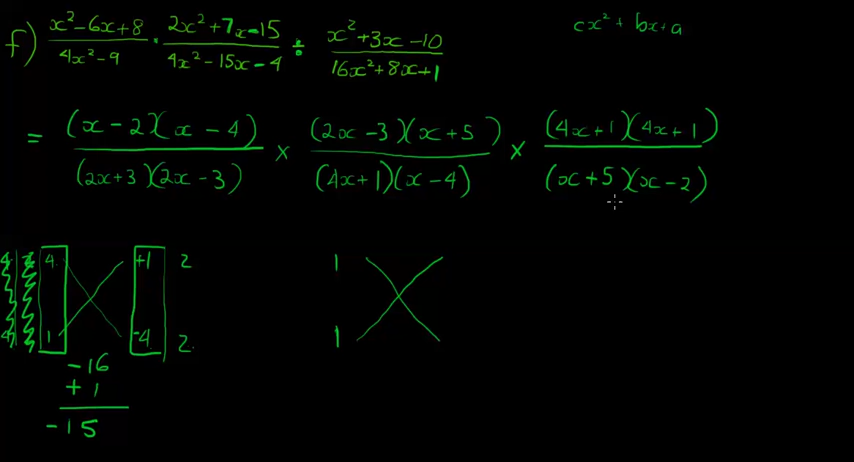 f) (x² - 6x + 8)/(4x² - 9) · (2x² + 7x - 15)/(4x² - 15x - 4) ÷ (x² + 3x - 10)/(16x² + 8x + 1)
cx² + bx + a
= (x - 2)(x - 4)/(2x + 3)(2x - 3) × (2x - 3)(x + 5)/(4x + 1)(x - 4) × (4x + 1)(4x + 1)/(x + 5)(x - 2)
4 +1 2
1 -4 2
-16
+ 1
-15
1
1